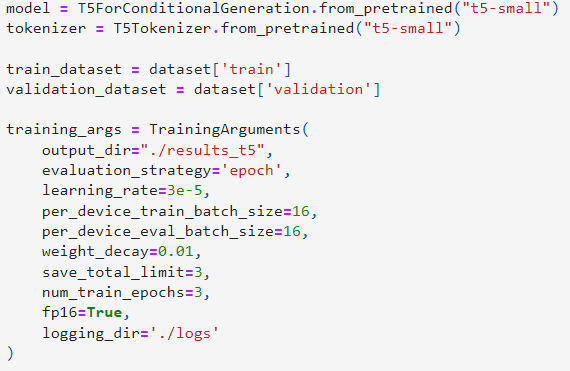 model = T5ForConditionalGeneration.from_pretrained("t5-small")
tokenizer = T5Tokenizer.from_pretrained("t5-small")

train_dataset = dataset['train']
validation_dataset = dataset['validation']

training_args = TrainingArguments(
    output_dir="./results_t5",
    evaluation_strategy='epoch',
    learning_rate=3e-5,
    per_device_train_batch_size=16,
    per_device_eval_batch_size=16,
    weight_decay=0.01,
    save_total_limit=3,
    num_train_epochs=3,
    fp16=True,
    logging_dir='./logs'
)